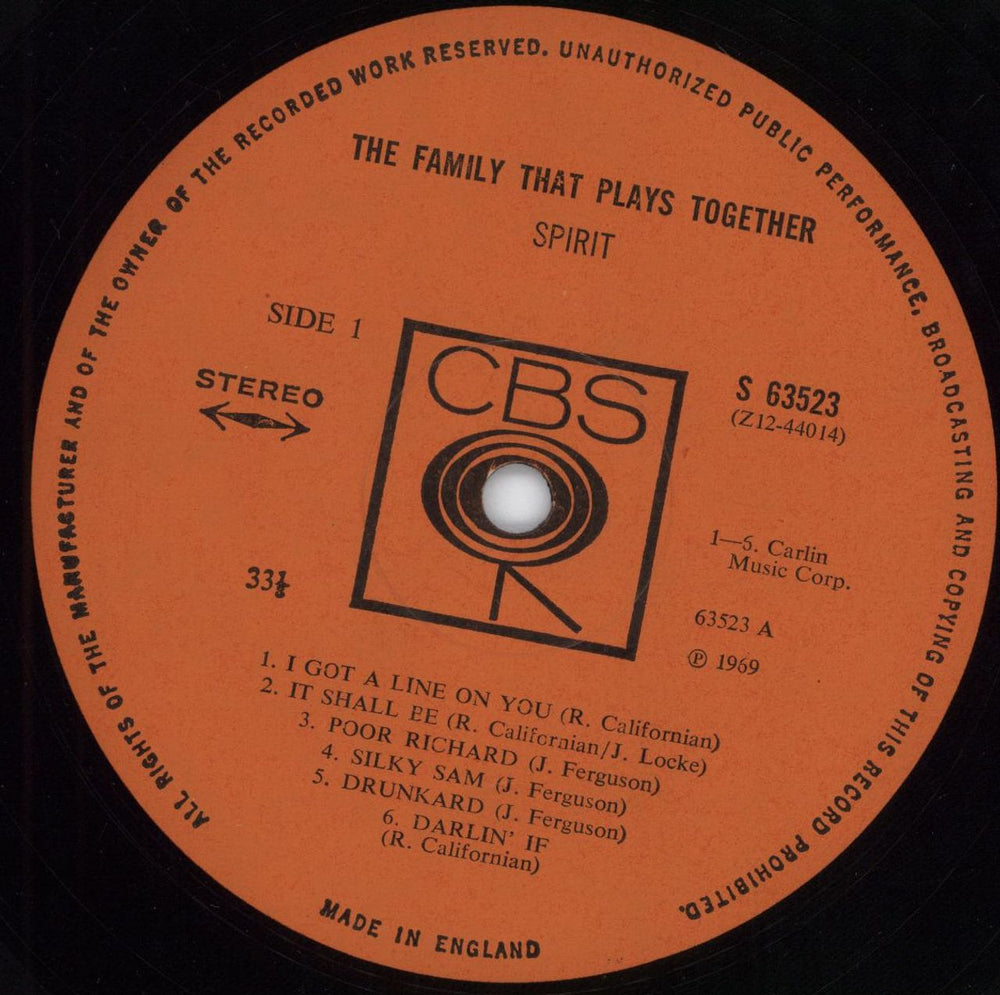 ALL RIGHTS OF THE MANUFACTURER AND OF THE OWNER OF THE RECORDED WORK RESERVED. UNAUTHORIZED PUBLIC PERFORMANCE, BROADCASTING AND COPYING OF THIS RECORD PROHIBITED.
THE FAMILY THAT PLAYS TOGETHER
SPIRIT
SIDE 1
STEREO
CBS
S 63523
(Z12-44014)
33⅓
1—5. Carlin
Music Corp.
63523 A
℗ 1969
1. I GOT A LINE ON YOU (R. Californian)
2. IT SHALL BE (R. Californian/J. Locke)
3. POOR RICHARD (J. Ferguson)
4. SILKY SAM (J. Ferguson)
5. DRUNKARD (J. Ferguson)
6. DARLIN' IF
(R. Californian)
MADE IN ENGLAND